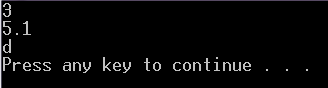 3
5.1
d
Press any key to continue . . .